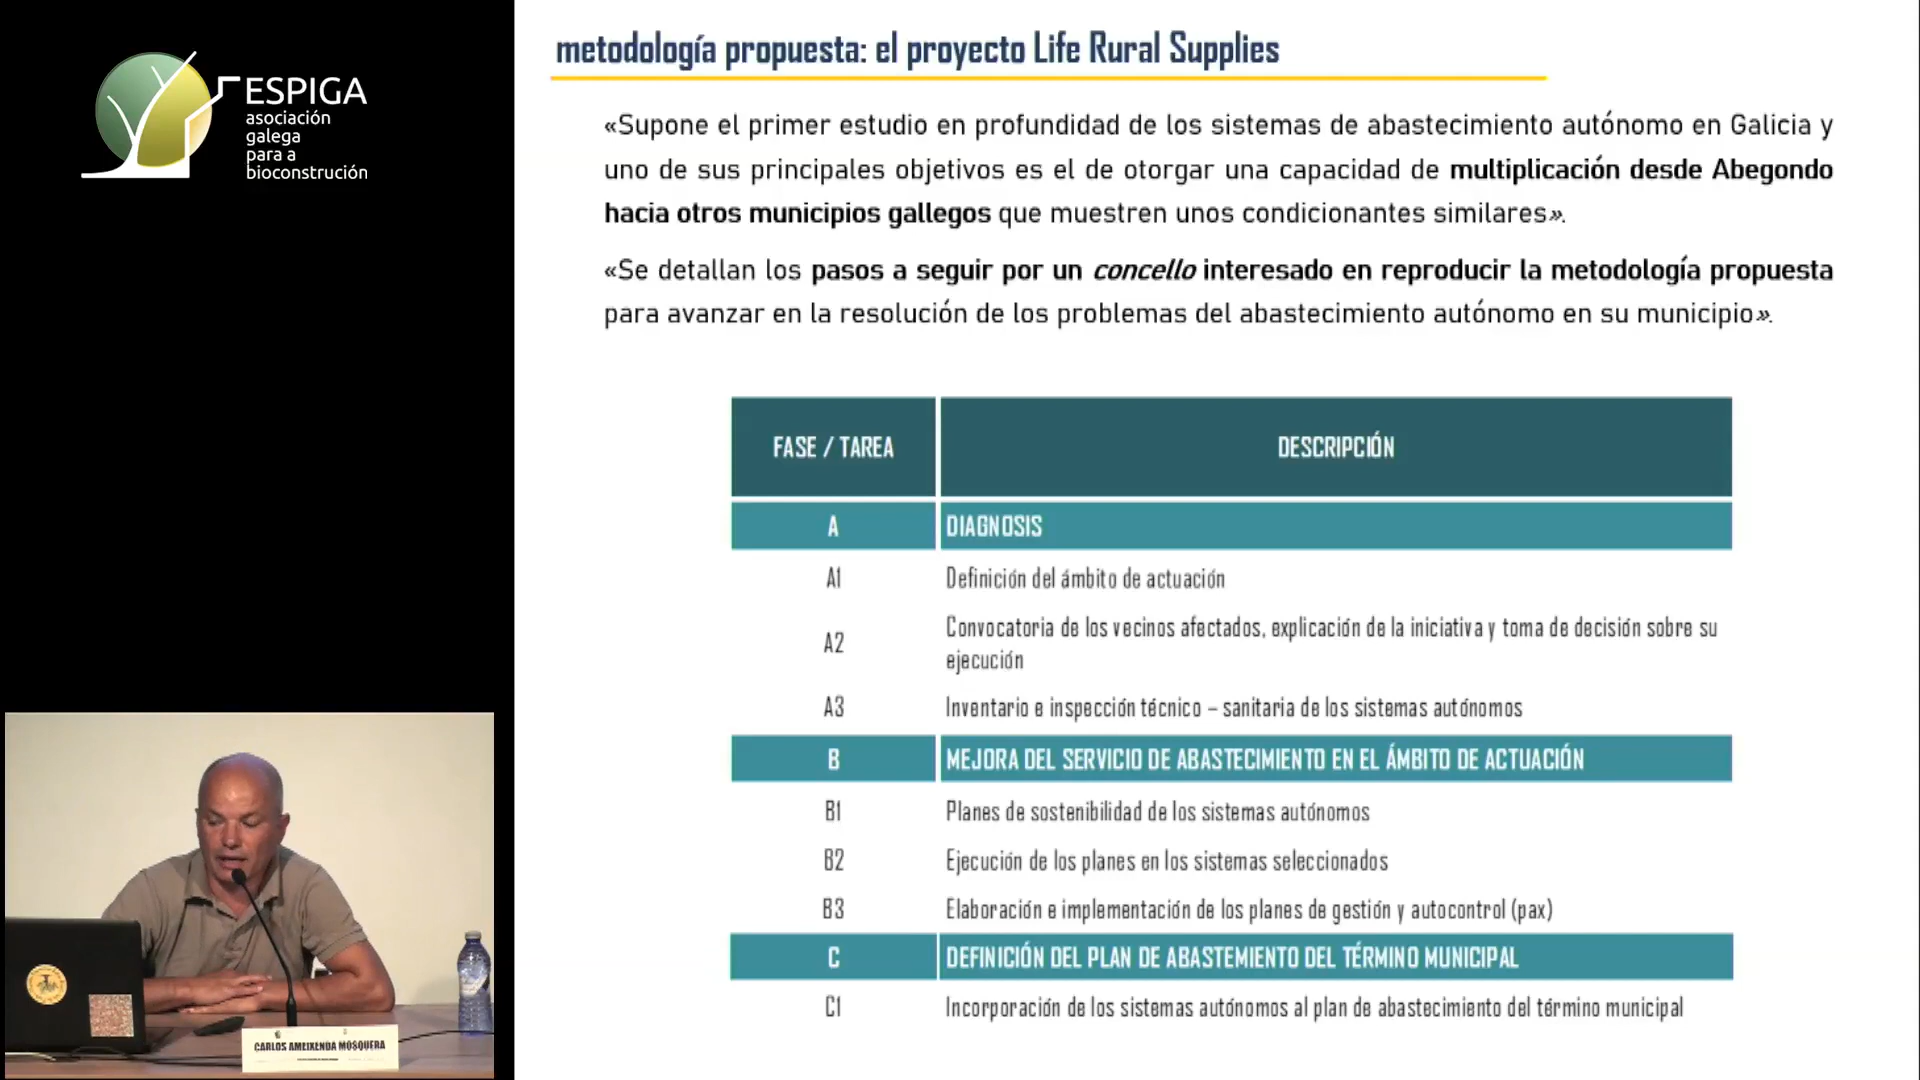 ESPIGA
asociación
galega
para a
bioconstrución
metodología propuesta: el proyecto Life Rural Supplies
«Supone el primer estudio en profundidad de los sistemas de abastecimiento autónomo en Galicia y
uno de sus principales objetivos es el de otorgar una capacidad de multiplicación desde Abegondo
hacia otros municipios gallegos que muestren unos condicionantes similares».
«Se detallan los pasos a seguir por un concello interesado en reproducir la metodología propuesta
para avanzar en la resolución de los problemas del abastecimiento autónomo en su municipio».
FASE / TAREA DESCRIPCIÓN
A DIAGNOSIS
A1 Definición del ámbito de actuación
A2 Convocatoria de los vecinos afectados, explicación de la iniciativa y toma de decisión sobre su
ejecución
A3 Inventario e inspección técnico – sanitaria de los sistemas autónomos
B MEJORA DEL SERVICIO DE ABASTECIMIENTO EN EL ÁMBITO DE ACTUACIÓN
B1 Planes de sostenibilidad de los sistemas autónomos
B2 Ejecución de los planes en los sistemas seleccionados
B3 Elaboración e implementación de los planes de gestión y autocontrol (pax)
C DEFINICIÓN DEL PLAN DE ABASTEMIENTO DEL TÉRMINO MUNICIPAL
C1 Incorporación de los sistemas autónomos al plan de abastecimiento del término municipal
CARLOS AMEIXENDA MOSQUERA